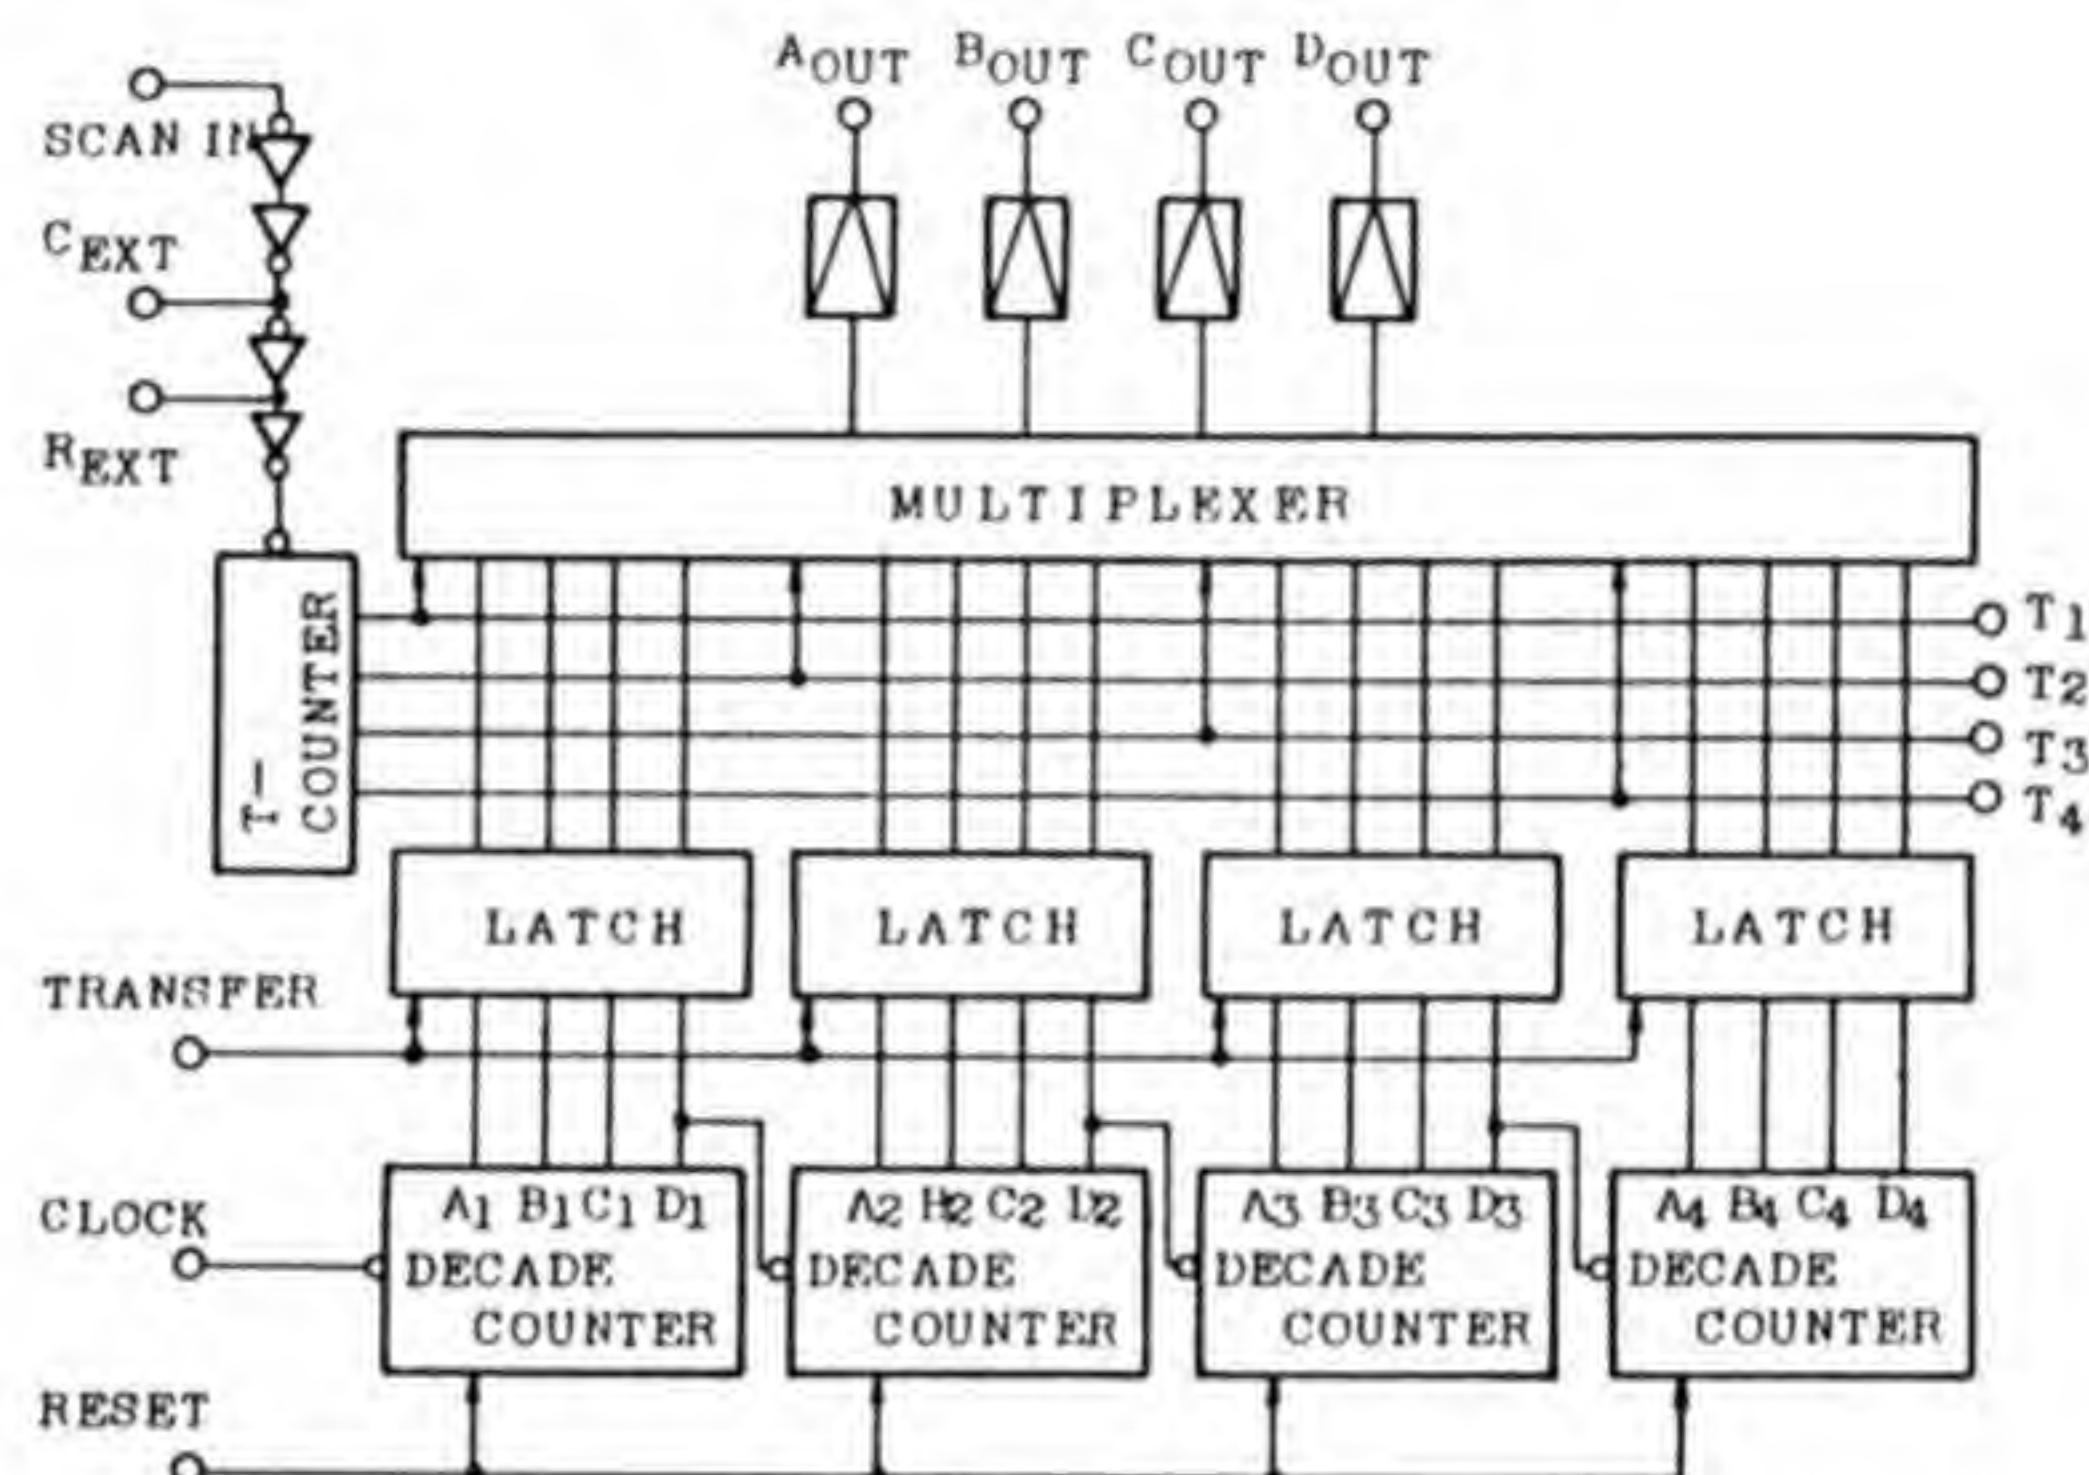 AOUT BOUT COUT DOUT
SCAN IN
CEXT
REXT
MULTIPLEXER
T-COUNTER
T1
T2
T3
T4
LATCH LATCH LATCH LATCH
TRANSFER
CLOCK
A1 B1 C1 D1 A2 B2 C2 D2 A3 B3 C3 D3 A4 B4 C4 D4
DECADE DECADE DECADE DECADE
COUNTER COUNTER COUNTER COUNTER
RESET